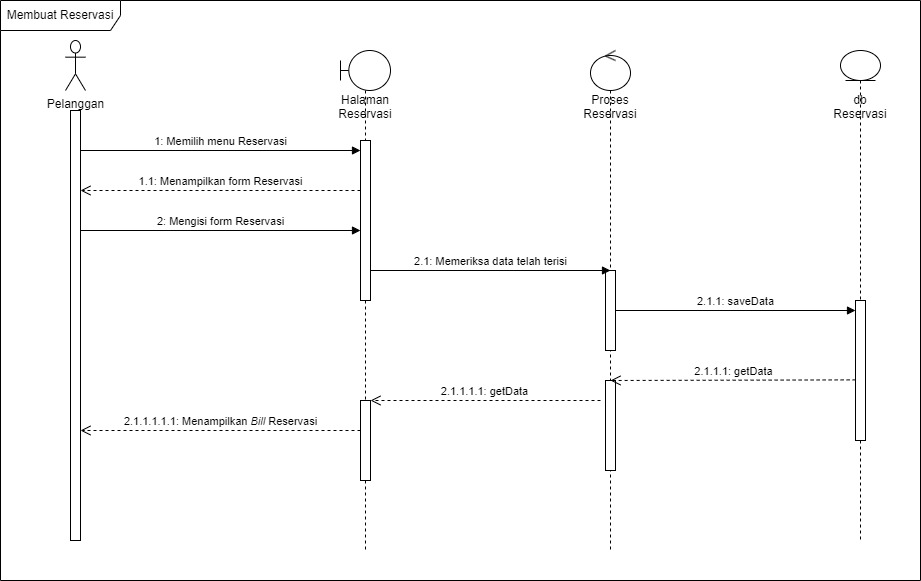 Membuat Reservasi
Pelanggan
Halaman
Reservasi
Proses
Reservasi
do
Reservasi
1: Memilih menu Reservasi
1.1: Menampilkan form Reservasi
2: Mengisi form Reservasi
2.1: Memeriksa data telah terisi
2.1.1: saveData
2.1.1.1: getData
2.1.1.1.1: getData
2.1.1.1.1.1: Menampilkan Bill Reservasi